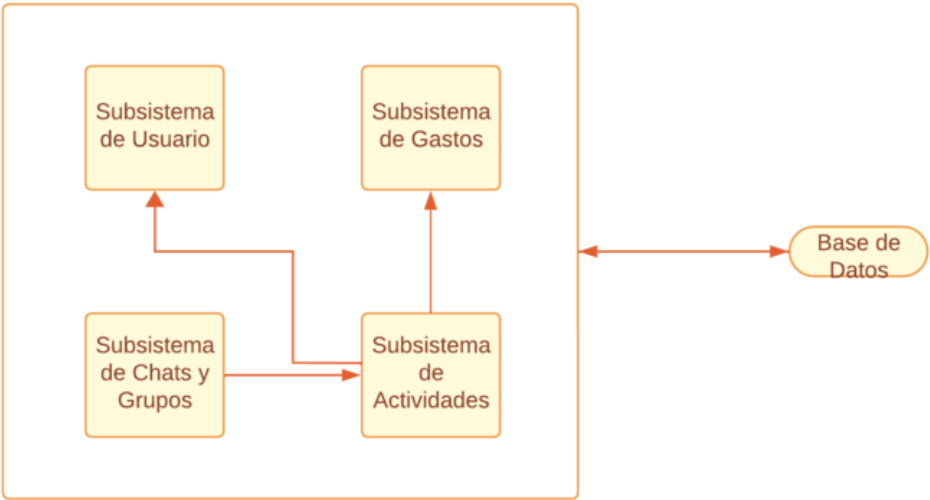 Subsistema
de Usuario
Subsistema
de Gastos
Base de
Datos
Subsistema
de Chats y
Grupos
Subsistema
de
Actividades